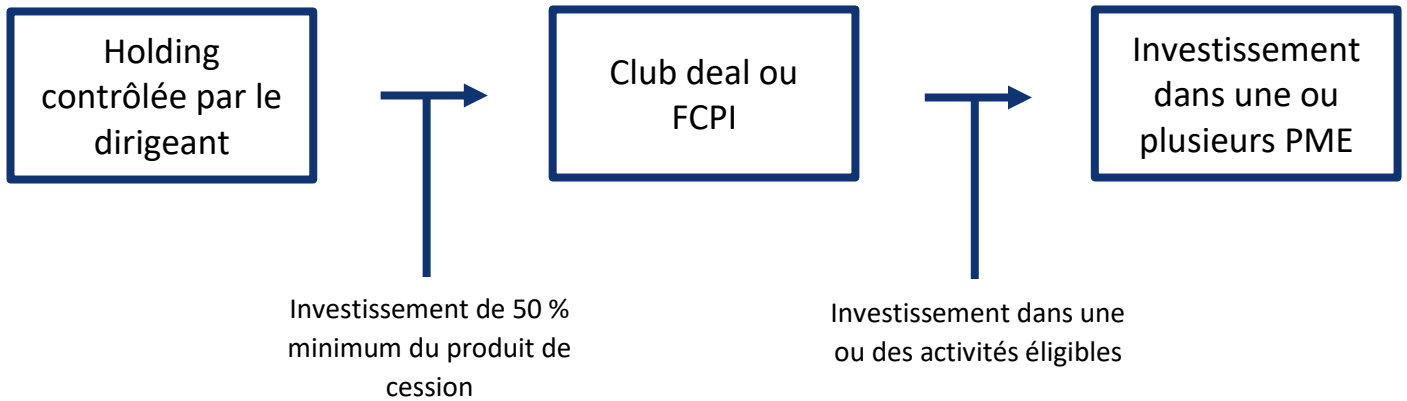 Holding
contrôlée par le
dirigeant
Club deal ou
FCPI
Investissement
dans une ou
plusieurs PME
Investissement de 50 %
minimum du produit de
cession
Investissement dans une
ou des activités éligibles